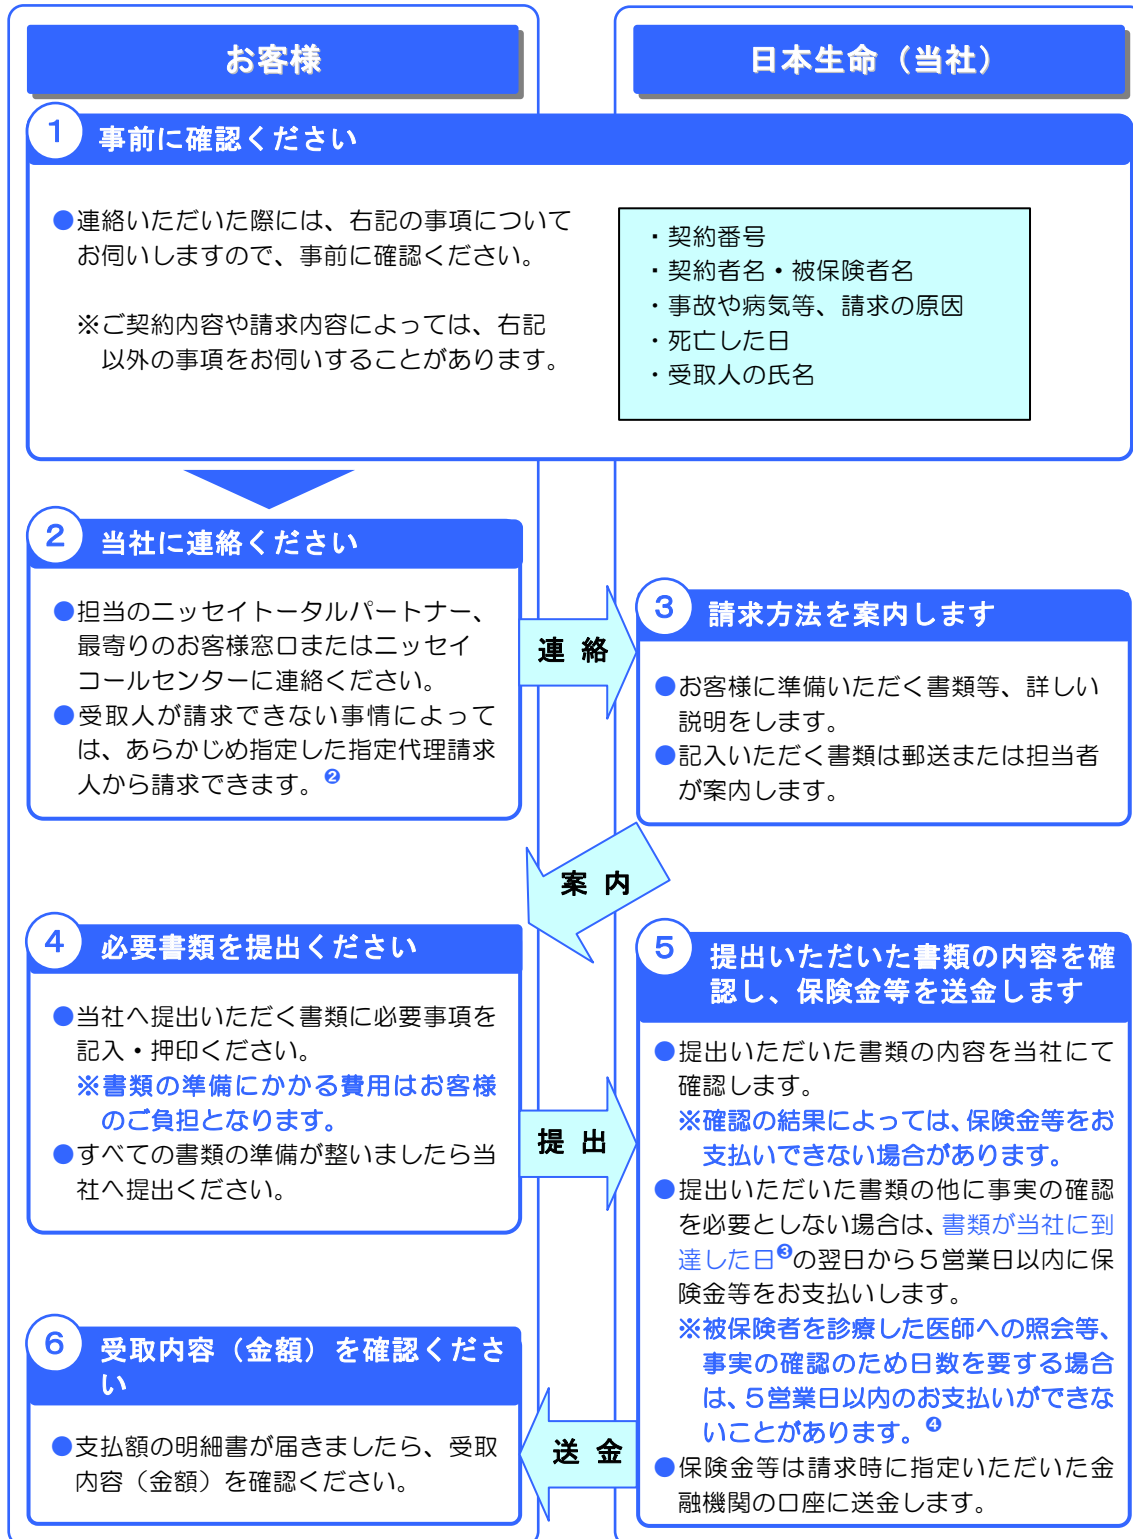 お客様
日本生命（当社）
1 事前に確認ください
●連絡いただいた際には、右記の事項について
お伺いしますので、事前に確認ください。
※ご契約内容や請求内容によっては、右記
以外の事項をお伺いすることがあります。
・契約番号
・契約者名・被保険者名
・事故や病気等、請求の原因
・死亡した日
・受取人の氏名
2 当社に連絡ください
●担当のニッセイトータルパートナー、
最寄りのお客様窓口またはニッセイ
コールセンターに連絡ください。
●受取人が請求できない事情によって
は、あらかじめ指定した指定代理請求
人から請求できます。❷
連 絡
3 請求方法を案内します
●お客様に準備いただく書類等、詳しい
説明をします。
●記入いただく書類は郵送または担当者
が案内します。
案 内
4 必要書類を提出ください
●当社へ提出いただく書類に必要事項を
記入・押印ください。
※書類の準備にかかる費用はお客様
のご負担となります。
●すべての書類の準備が整いましたら当
社へ提出ください。
提 出
5 提出いただいた書類の内容を確
認し、保険金等を送金します
●提出いただいた書類の内容を当社にて
確認します。
※確認の結果によっては、保険金等をお
支払いできない場合があります。
●提出いただいた書類の他に事実の確認
を必要としない場合は、書類が当社に到
達した日❸の翌日から５営業日以内に保
険金等をお支払いします。
※被保険者を診療した医師への照会等、
事実の確認のため日数を要する場合
は、５営業日以内のお支払いができな
いことがあります。❹
●保険金等は請求時に指定いただいた金
融機関の口座に送金します。
送 金
6 受取内容（金額）を確認くださ
い
●支払額の明細書が届きましたら、受取
内容（金額）を確認ください。